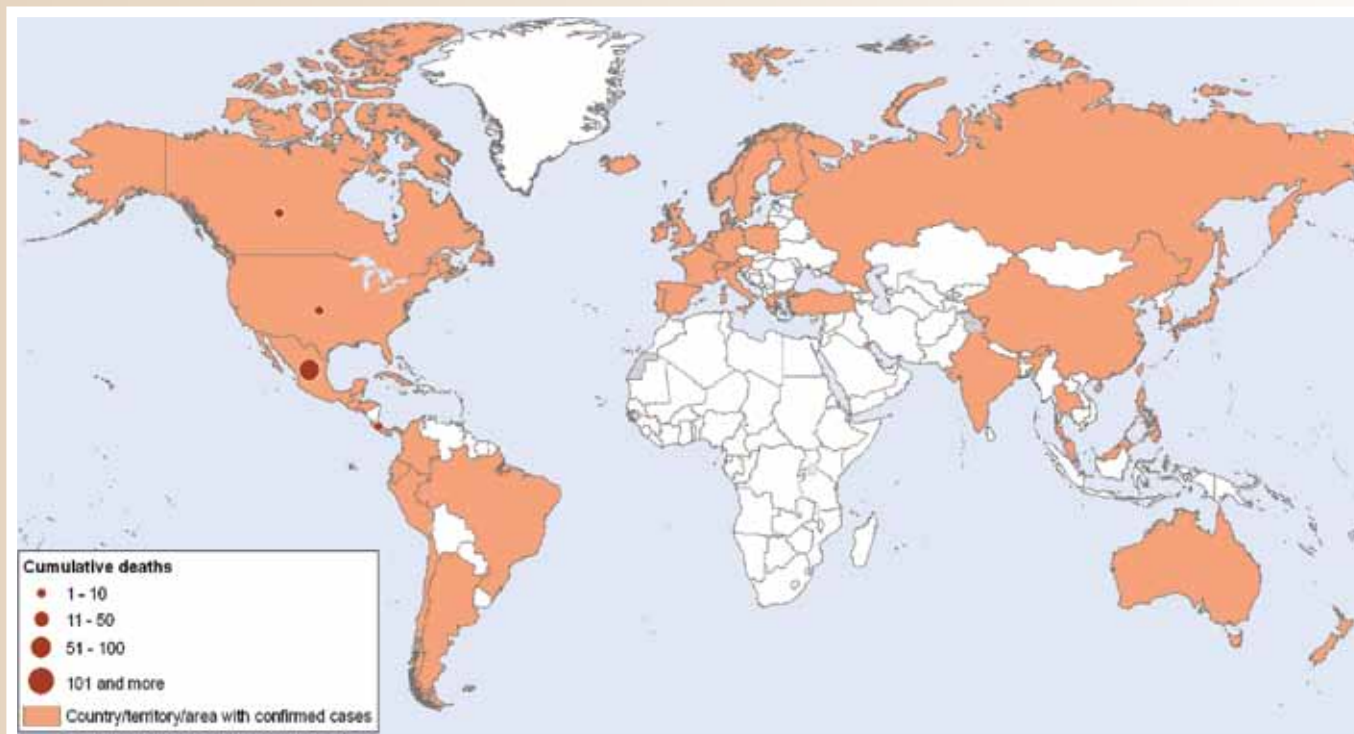 Cumulative deaths
1 - 10
11 - 50
51 - 100
101 and more
Country/territory/area with confirmed cases